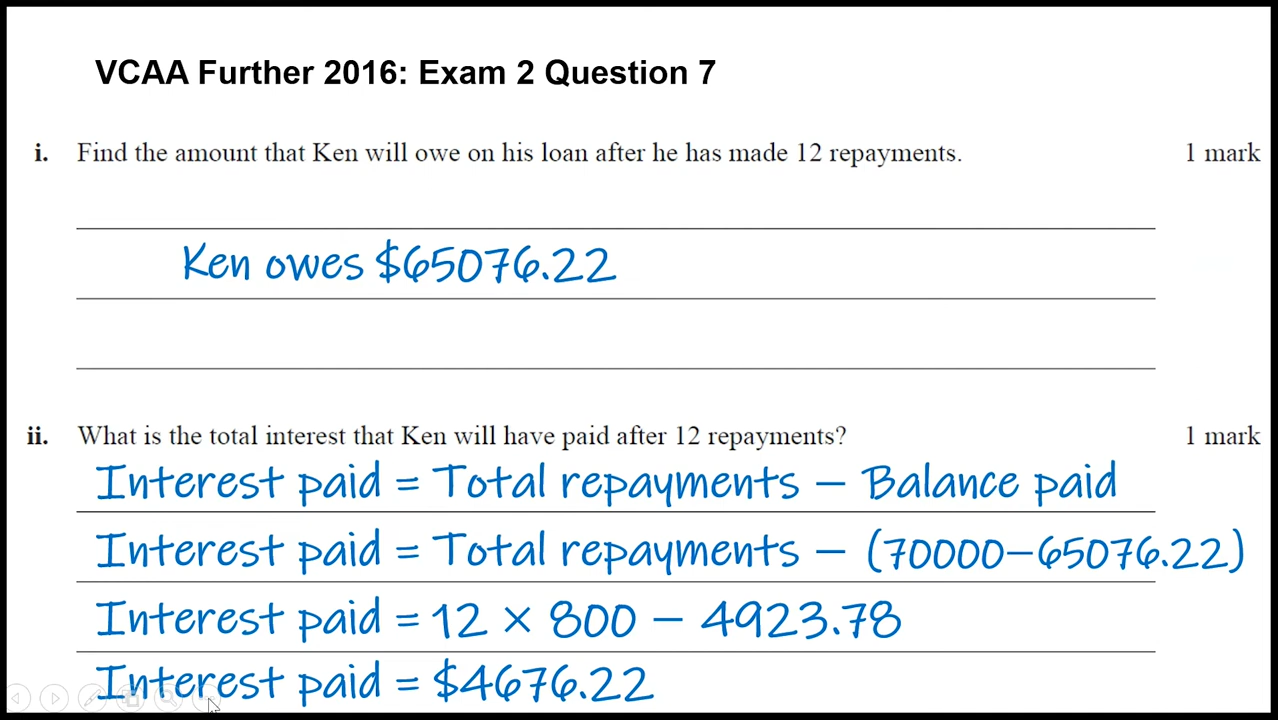 VCAA Further 2016: Exam 2 Question 7
i. Find the amount that Ken will owe on his loan after he has made 12 repayments. 1 mark
Ken owes $65076.22
ii. What is the total interest that Ken will have paid after 12 repayments? 1 mark
Interest paid = Total repayments – Balance paid
Interest paid = Total repayments – (70000–65076.22)
Interest paid = 12 × 800 – 4923.78
Interest paid = $4676.22